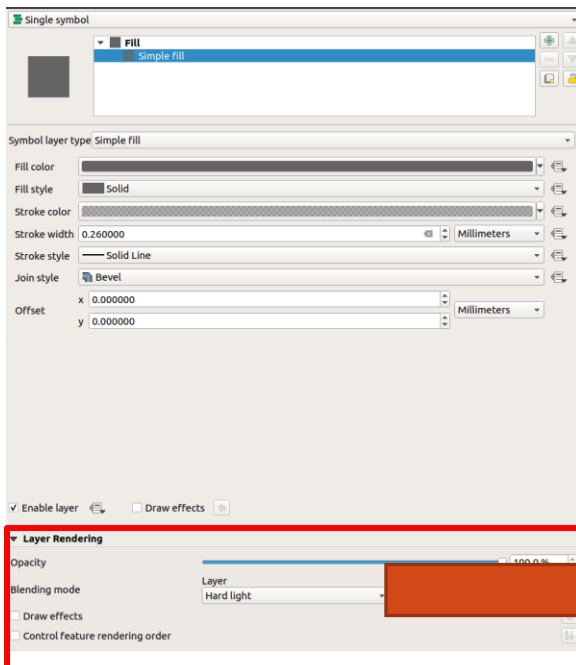 Single symbol
Fill
Simple fill
Symbol layer type Simple fill
Fill color
Fill style Solid
Stroke color
Stroke width 0.260000 Millimeters
Stroke style Solid Line
Join style Bevel
Offset x 0.000000 Millimeters
y 0.000000
Enable layer Draw effects
Layer Rendering
Opacity 100.0 %
Blending mode Layer Hard light
Draw effects
Control feature rendering order